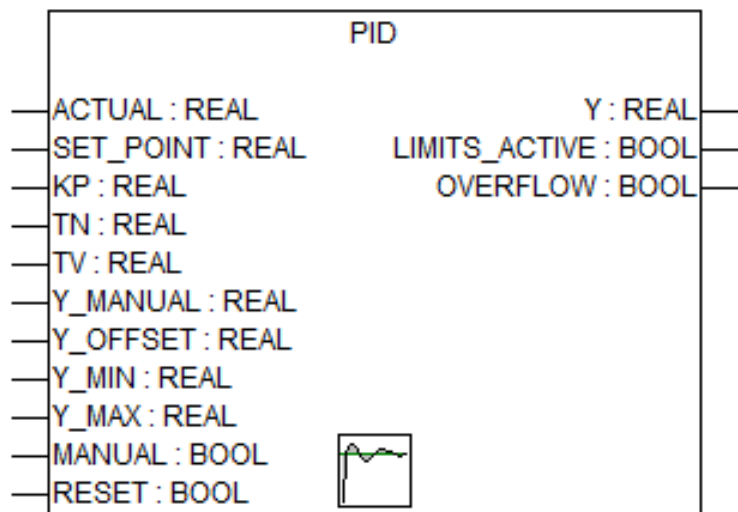 PID
ACTUAL : REAL
Y : REAL
SET_POINT : REAL
LIMITS_ACTIVE : BOOL
KP : REAL
OVERFLOW : BOOL
TN : REAL
TV : REAL
Y_MANUAL : REAL
Y_OFFSET : REAL
Y_MIN : REAL
Y_MAX : REAL
MANUAL : BOOL
RESET : BOOL